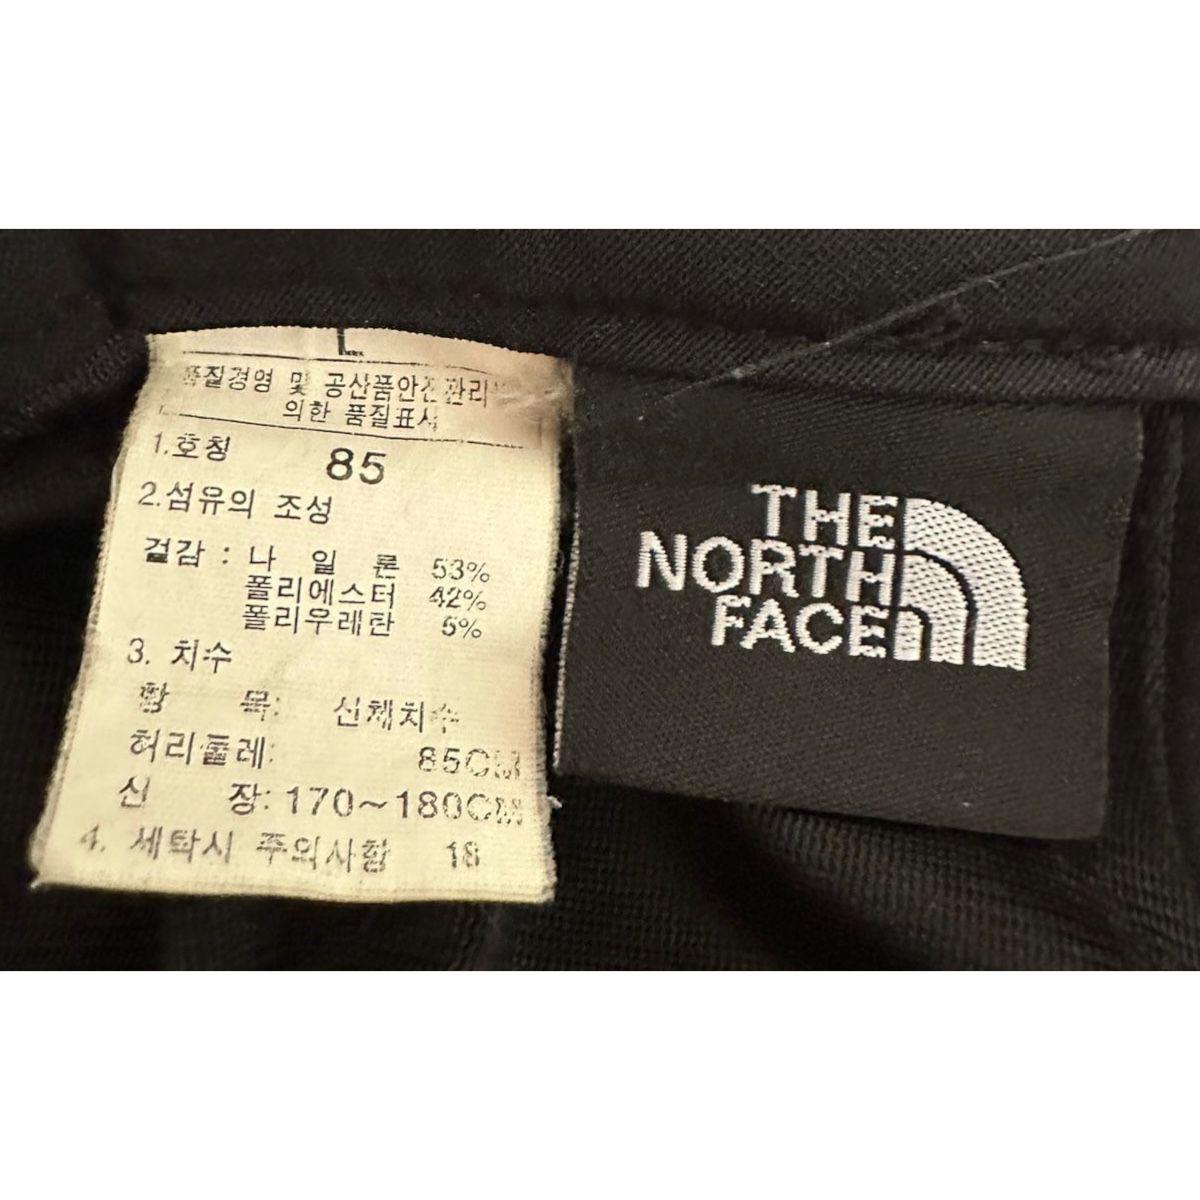 L
품질경영 및 공산품안전관리
의한 품질표시
1.호칭 85
2.섬유의 조성
겉감 : 나 일 론 53%
폴리에스터 42%
폴리우레탄 5%
3. 치수
항 목: 신체치수
허리둘레: 85CM
신 장: 170~180CM
4. 세탁시 주의사항 18
THE
NORTH
FACE